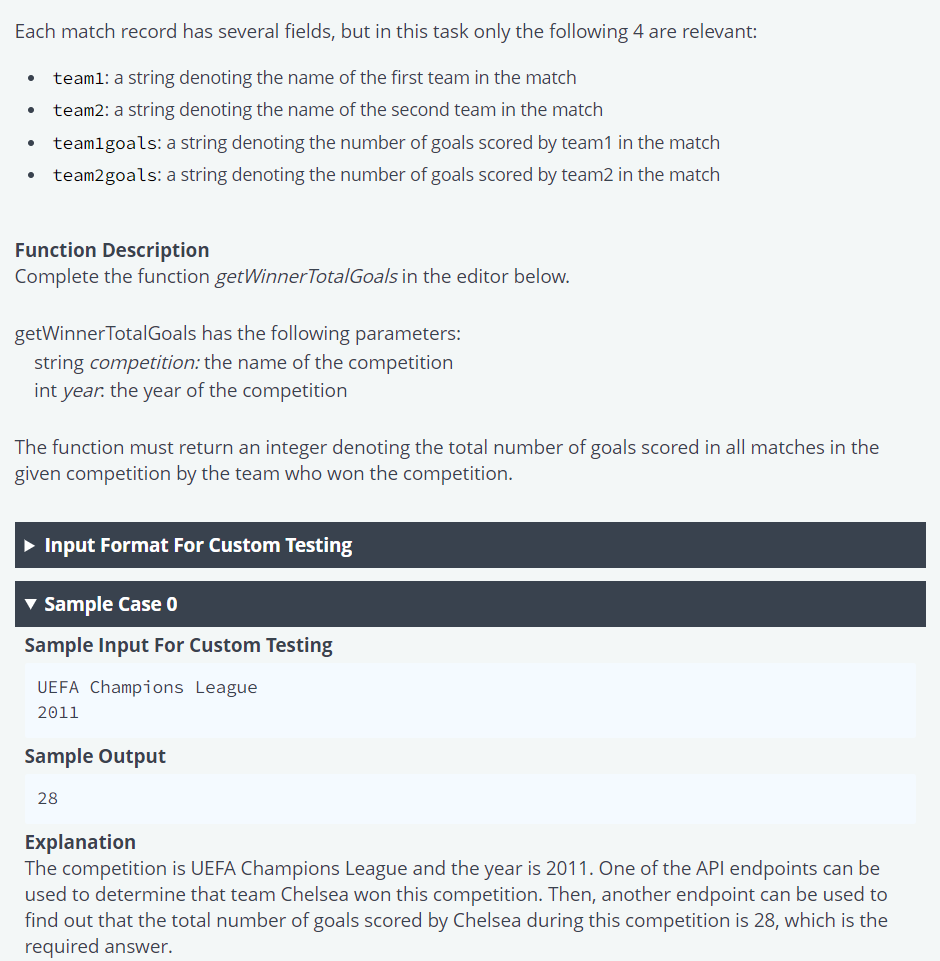 Each match record has several fields, but in this task only the following 4 are relevant:
• team1: a string denoting the name of the first team in the match
• team2: a string denoting the name of the second team in the match
• team1goals: a string denoting the number of goals scored by team1 in the match
• team2goals: a string denoting the number of goals scored by team2 in the match
Function Description
Complete the function getWinnerTotalGoals in the editor below.
getWinnerTotalGoals has the following parameters:
string competition: the name of the competition
int year: the year of the competition
The function must return an integer denoting the total number of goals scored in all matches in the
given competition by the team who won the competition.
▶ Input Format For Custom Testing
▼ Sample Case 0
Sample Input For Custom Testing
UEFA Champions League
2011
Sample Output
28
Explanation
The competition is UEFA Champions League and the year is 2011. One of the API endpoints can be
used to determine that team Chelsea won this competition. Then, another endpoint can be used to
find out that the total number of goals scored by Chelsea during this competition is 28, which is the
required answer.